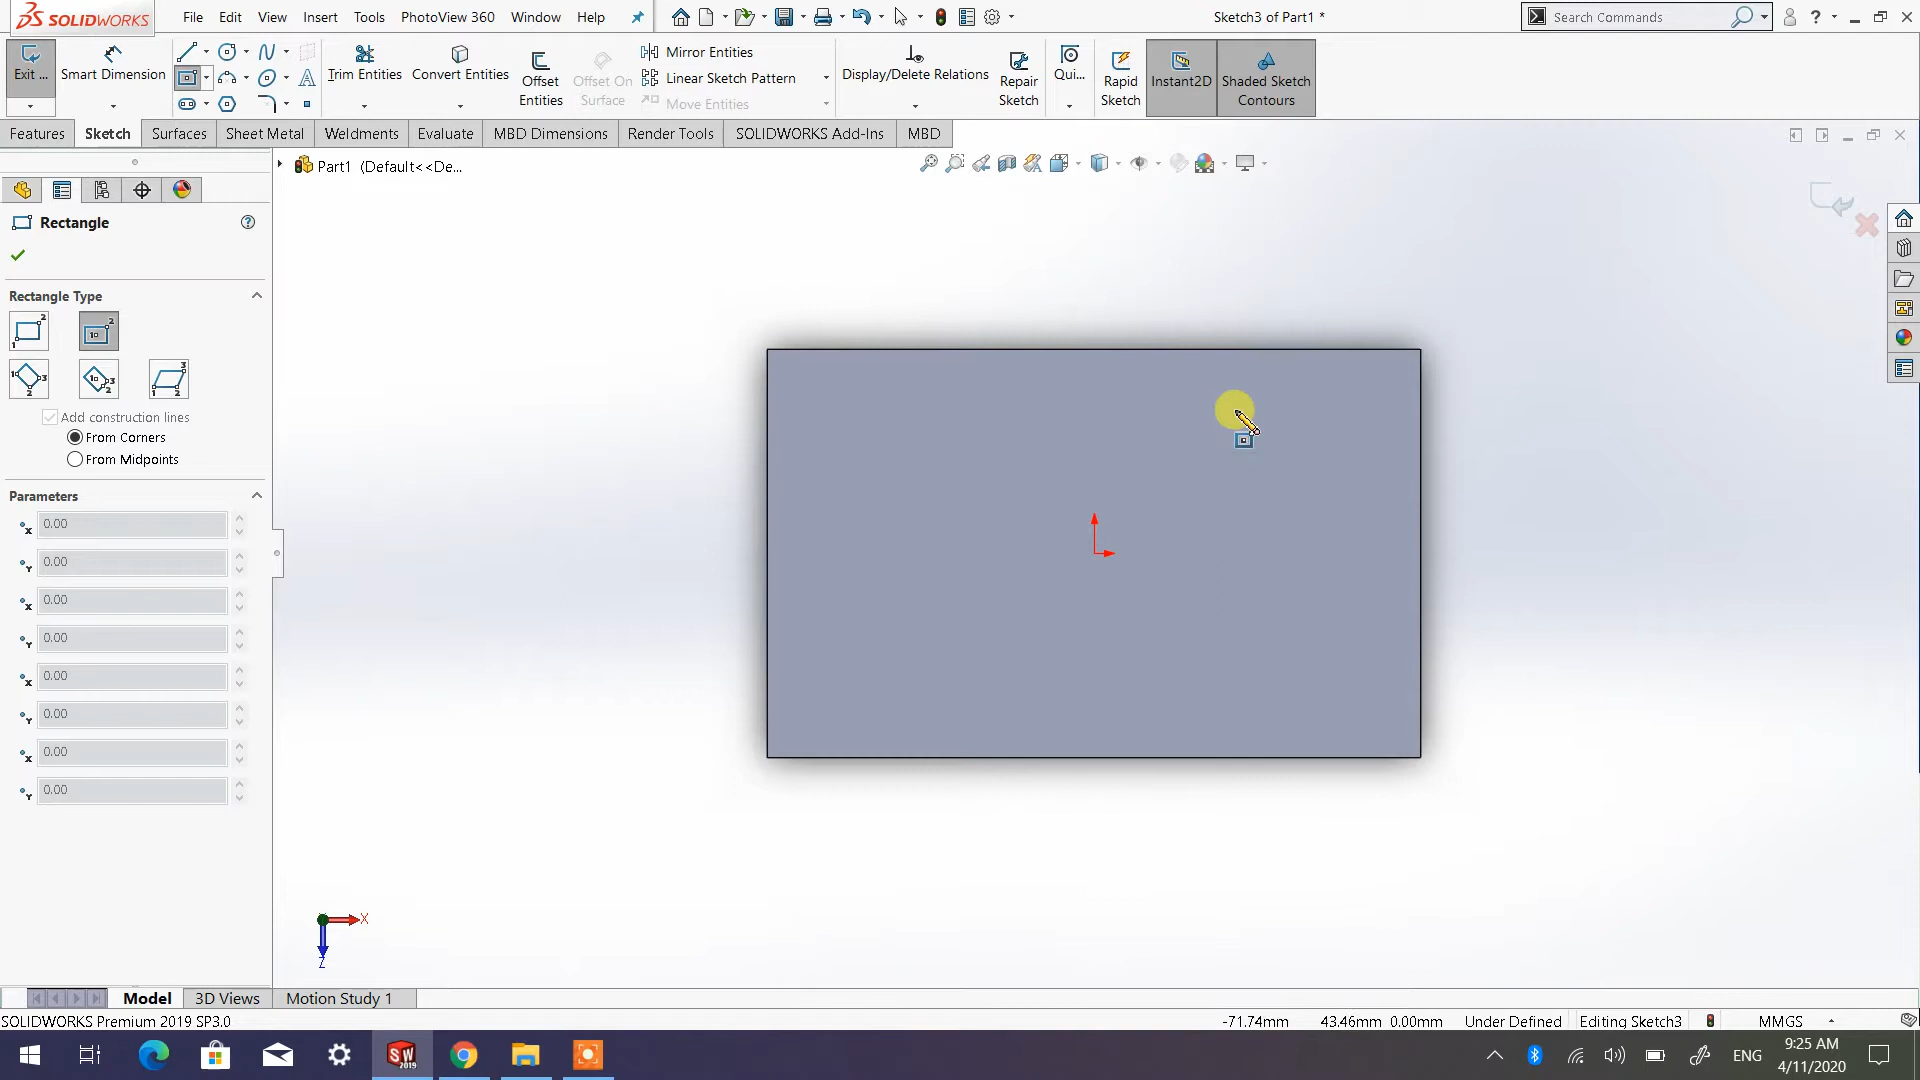 SOLIDWORKS File Edit View Insert Tools PhotoView 360 Window Help Sketch3 of Part1 * Search Commands ?
Exit ... Smart Dimension Trim Entities Convert Entities Offset Entities Offset On Surface Mirror Entities Linear Sketch Pattern Move Entities Display/Delete Relations Repair Sketch Qui... Rapid Sketch Instant2D Shaded Sketch Contours
Features Sketch Surfaces Sheet Metal Weldments Evaluate MBD Dimensions Render Tools SOLIDWORKS Add-Ins MBD
Part1 (Default<<De...
Rectangle
Rectangle Type
Add construction lines
From Corners
From Midpoints
Parameters
x 0.00
Y 0.00
x 0.00
Y 0.00
x 0.00
Y 0.00
x 0.00
Y 0.00
X
Z
Model 3D Views Motion Study 1
SOLIDWORKS Premium 2019 SP3.0 -71.74mm 43.46mm 0.00mm Under Defined Editing Sketch3 MMGS
SW 2019 ENG 9:25 AM
4/11/2020